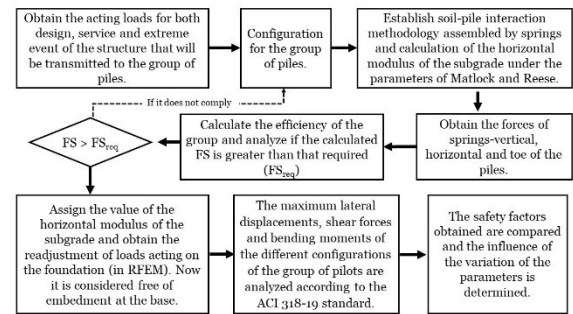 Obtain the acting loads for both
design, service and extreme
event of the structure that will
be transmitted to the group of
piles.
Configuration
for the group
of piles.
Establish soil-pile interaction
methodology assembled by springs
and calculation of the horizontal
modulus of the subgrade under the
parameters of Matlock and Reese.
If it does not comply
FS > FSreq
Calculate the efficiency of the
group and analyze if the calculated
FS is greater than that required
(FSreq)
Obtain the forces of
springs-vertical,
horizontal and toe of the
piles.
Assign the value of the
horizontal modulus of the
subgrade and obtain the
readjustment of loads acting
on the foundation (in RFEM). Now
it is considered free of
embedment at the base.
The maximum lateral
displacements, shear forces
and bending moments of
the different configurations
of the group of pilots are
analyzed according to the
ACI 318-19 standard.
The safety factors
obtained are compared
and the influence of
the variation of the
parameters is
determined.